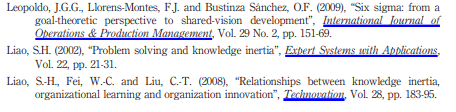 Leopoldo, J.G.G., Llorens-Montes, F.J. and Bustinza Sánchez, O.F. (2009), “Six sigma: from a
goal-theoretic perspective to shared-vision development”, International Journal of
Operations & Production Management, Vol. 29 No. 2, pp. 151-69.
Liao, S.H. (2002), “Problem solving and knowledge inertia”, Expert Systems with Applications,
Vol. 22, pp. 21-31.
Liao, S.-H., Fei, W.-C. and Liu, C.-T. (2008), “Relationships between knowledge inertia,
organizational learning and organization innovation”, Technovation, Vol. 28, pp. 183-95.